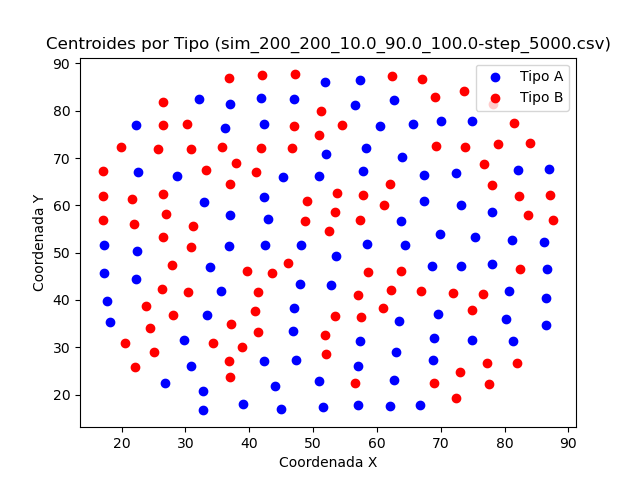 Centroides por Tipo (sim_200_200_10.0_90.0_100.0-step_5000.csv)
Tipo A
Tipo B
Coordenada Y
90
80
70
60
50
40
30
20
20 30 40 50 60 70 80 90
Coordenada X